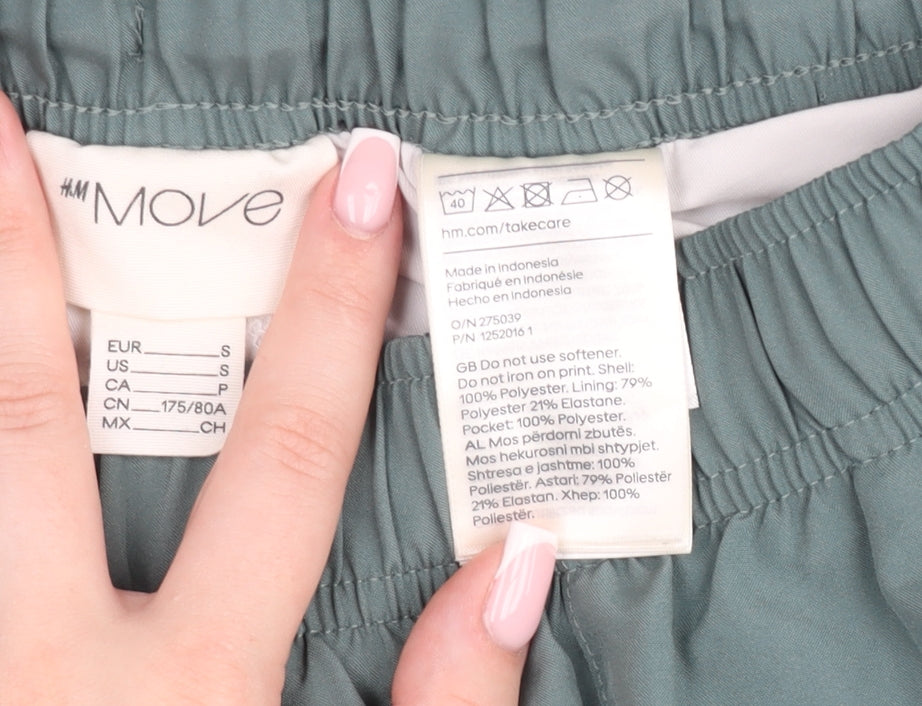 H&M MOVE
EUR S
US S
CA P
CN 175/80A
MX CH
40
hm.com/takecare
Made in Indonesia
Fabriqué en Indonésie
Hecho en Indonesia
O/N 275039
P/N 1252016 1
GB Do not use softener.
Do not iron on print. Shell:
100% Polyester. Lining: 79%
Polyester 21% Elastane.
Pocket: 100% Polyester.
AL Mos përdorni zbutës.
Mos hekurosni mbi shtypjet.
Shtresa e jashtme: 100%
Poliestër. Astari: 79% Poliestër
21% Elastan. Xhep: 100%
Poliestër.